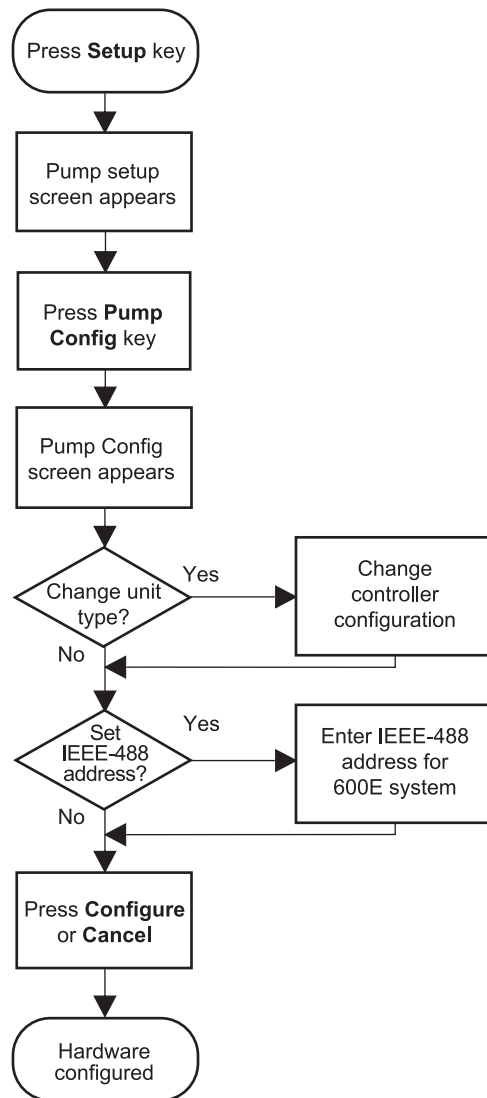 Press Setup key
Pump setup
screen appears
Press Pump
Config key
Pump Config
screen appears
Change unit
type?
Yes
Change
controller
configuration
No
Set
IEEE-488
address?
Yes
Enter IEEE-488
address for
600E system
No
Press Configure
or Cancel
Hardware
configured